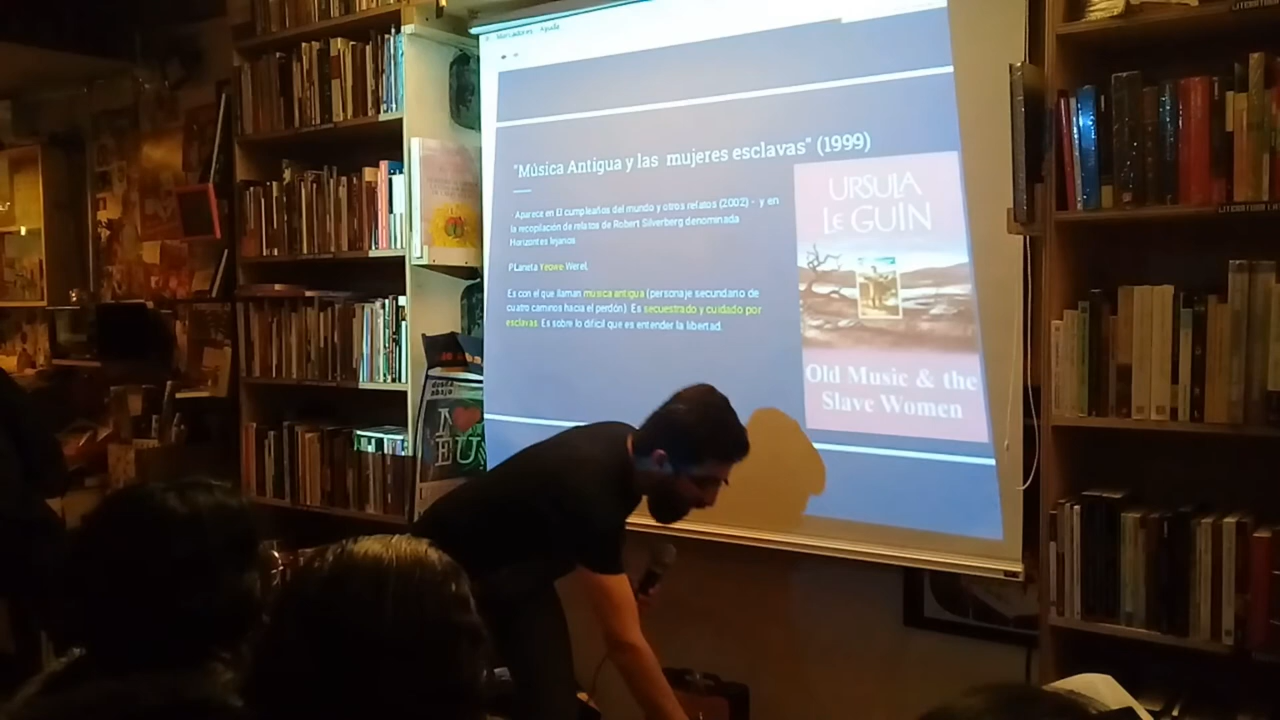 Marcadores Ayuda
"Música Antigua y las mujeres esclavas" (1999)
Aparece en El cumpleaños del mundo y otros relatos (2002) - y en
la recopilación de relatos de Robert Silverberg denominada
Horizontes lejanos
PLaneta Yeowe-Werel,
Es con el que llaman música antigua (personaje secundario de
cuatro caminos hacia el perdón). Es secuestrado y cuidado por
esclavas. Es sobre lo dificil que es entender la libertad.
URSULA
LE GUIN
Old Music & the
Slave Women